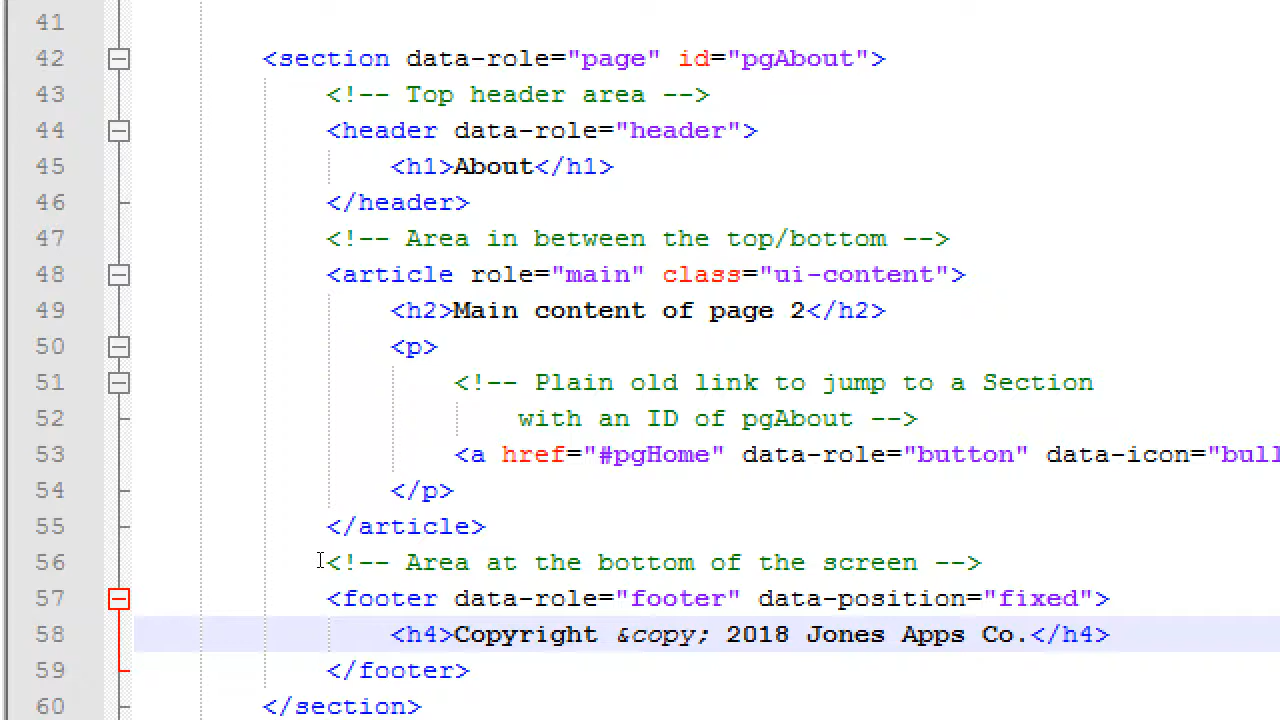 41
42 <section data-role="page" id="pgAbout">
43 <!-- Top header area -->
44 <header data-role="header">
45 <h1>About</h1>
46 </header>
47 <!-- Area in between the top/bottom -->
48 <article role="main" class="ui-content">
49 <h2>Main content of page 2</h2>
50 <p>
51 <!-- Plain old link to jump to a Section
52 with an ID of pgAbout -->
53 <a href="#pgHome" data-role="button" data-icon="bull
54 </p>
55 </article>
56 <!-- Area at the bottom of the screen -->
57 <footer data-role="footer" data-position="fixed">
58 <h4>Copyright &copy; 2018 Jones Apps Co.</h4>
59 </footer>
60 </section>